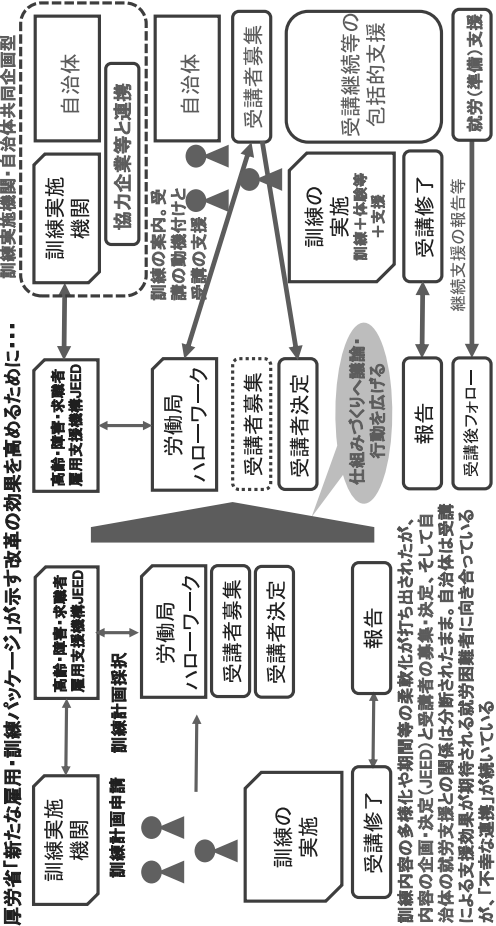 厚労省「新たな雇用・訓練パッケージ」が示す改革の効果を高めるために・・・
訓練実施
機関
高齢・障害・求職者
雇用支援機構JEED
訓練計画申請
訓練計画採択
労働局
ハローワーク
受講者募集
受講者決定
訓練の
実施
受講修了
報告
訓練内容の多様化や期間等の柔軟化が打ち出されたが、
内容の企画・決定（JEED）と受講者の募集・決定、そして自
治体の就労支援との関係は分断されたまま。自治体は受講
による支援効果が期待される就労困難者に向き合っている
が、「不幸な連携」が続いている
訓練実施機関・自治体共同企画型
高齢・障害・求職者
雇用支援機構JEED
訓練実施
機関
自治体
協力企業等と連携
訓練の案内。受
講の動機付けと
受講の支援
労働局
ハローワーク
自治体
受講者募集
受講者募集
受講者決定
仕組みづくりへ議論・
行動を広げる
訓練の
実施
訓練＋体験等
＋支援
受講継続等の
包括的支援
報告
受講修了
継続支援の報告等
受講後フォロー
就労（準備）支援